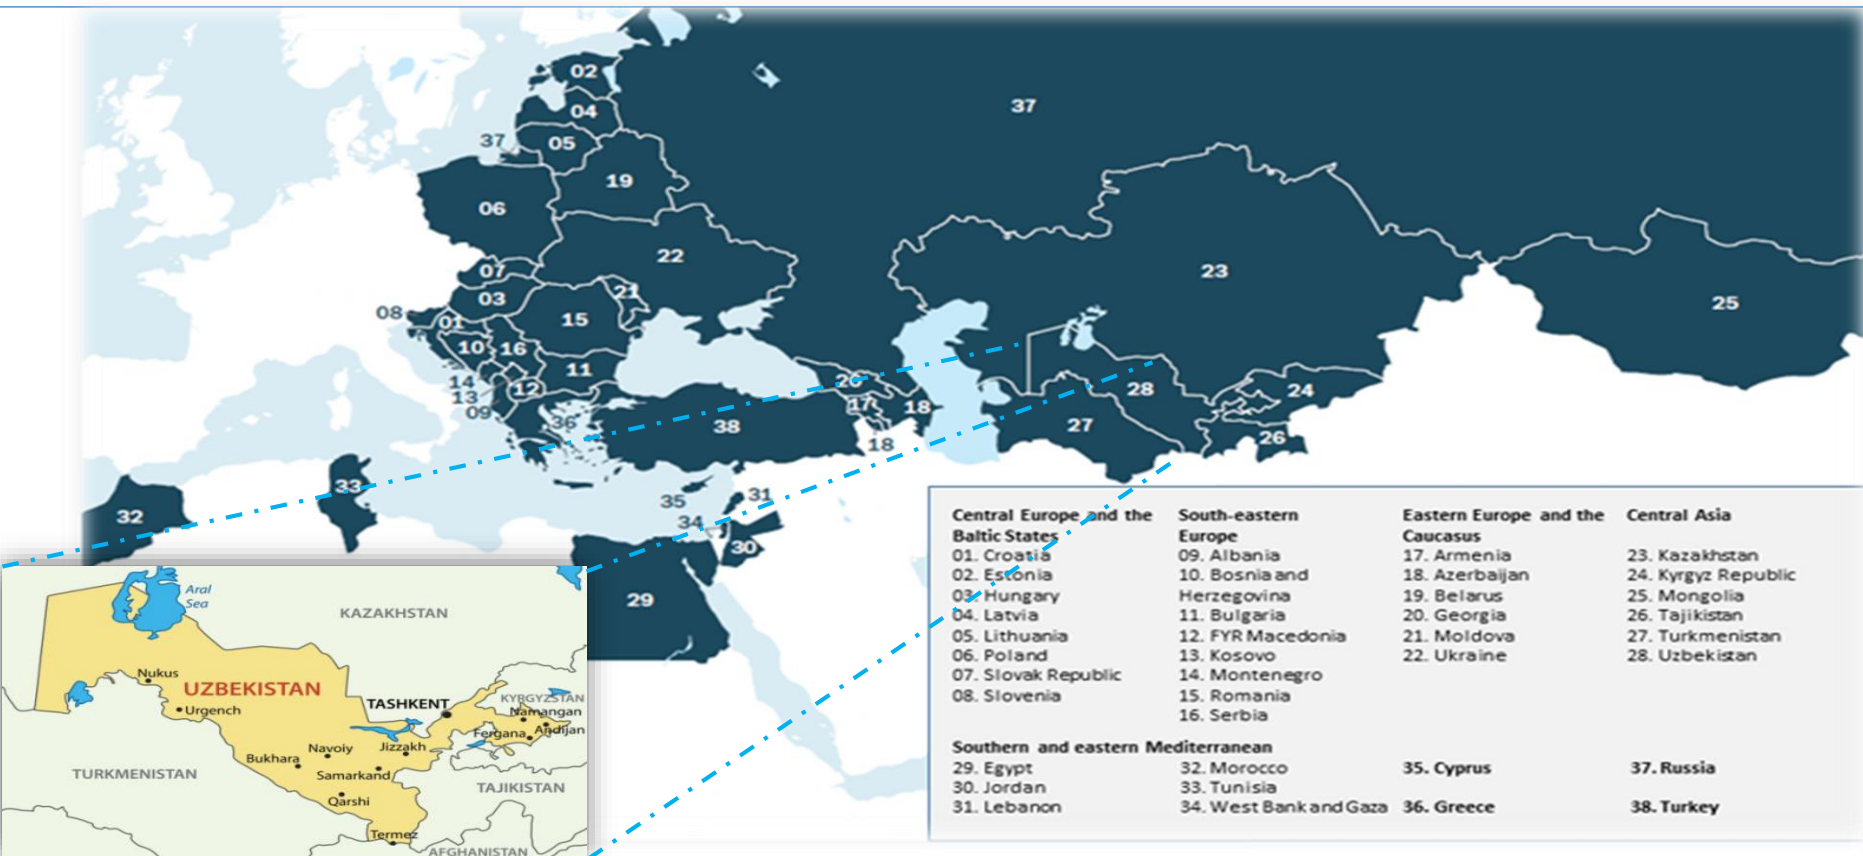 02
37
04
37
05
19
06
22
07
23
03
21
25
08
01
15
10
16
11
14
12
20
28
24
13
17
18
09
36
38
27
26
18
33
35
31
32
34
30
29
Central Europe and the Baltic States
01. Croatia
02. Estonia
03. Hungary
04. Latvia
05. Lithuania
06. Poland
07. Slovak Republic
08. Slovenia
South-eastern
Europe
09. Albania
10. Bosnia and
Herzegovina
11. Bulgaria
12. FYR Macedonia
13. Kosovo
14. Montenegro
15. Romania
16. Serbia
Eastern Europe and the
Caucasus
17. Armenia
18. Azerbaijan
19. Belarus
20. Georgia
21. Moldova
22. Ukraine
Central Asia
23. Kazakhstan
24. Kyrgyz Republic
25. Mongolia
26. Tajikistan
27. Turkmenistan
28. Uzbekistan
Southern and eastern Mediterranean
29. Egypt
30. Jordan
31. Lebanon
32. Morocco
33. Tunisia
34. West Bank and Gaza
35. Cyprus
36. Greece
37. Russia
38. Turkey
Aral
Sea
KAZAKHSTAN
Nukus
UZBEKISTAN
Urgench
TASHKENT
KYRGYZSTAN
Namangan
Andijan
Fergana
Navoiy
Jizzakh
Bukhara
Samarkand
TURKMENISTAN
TAJIKISTAN
Qarshi
Termez
AFGHANISTAN